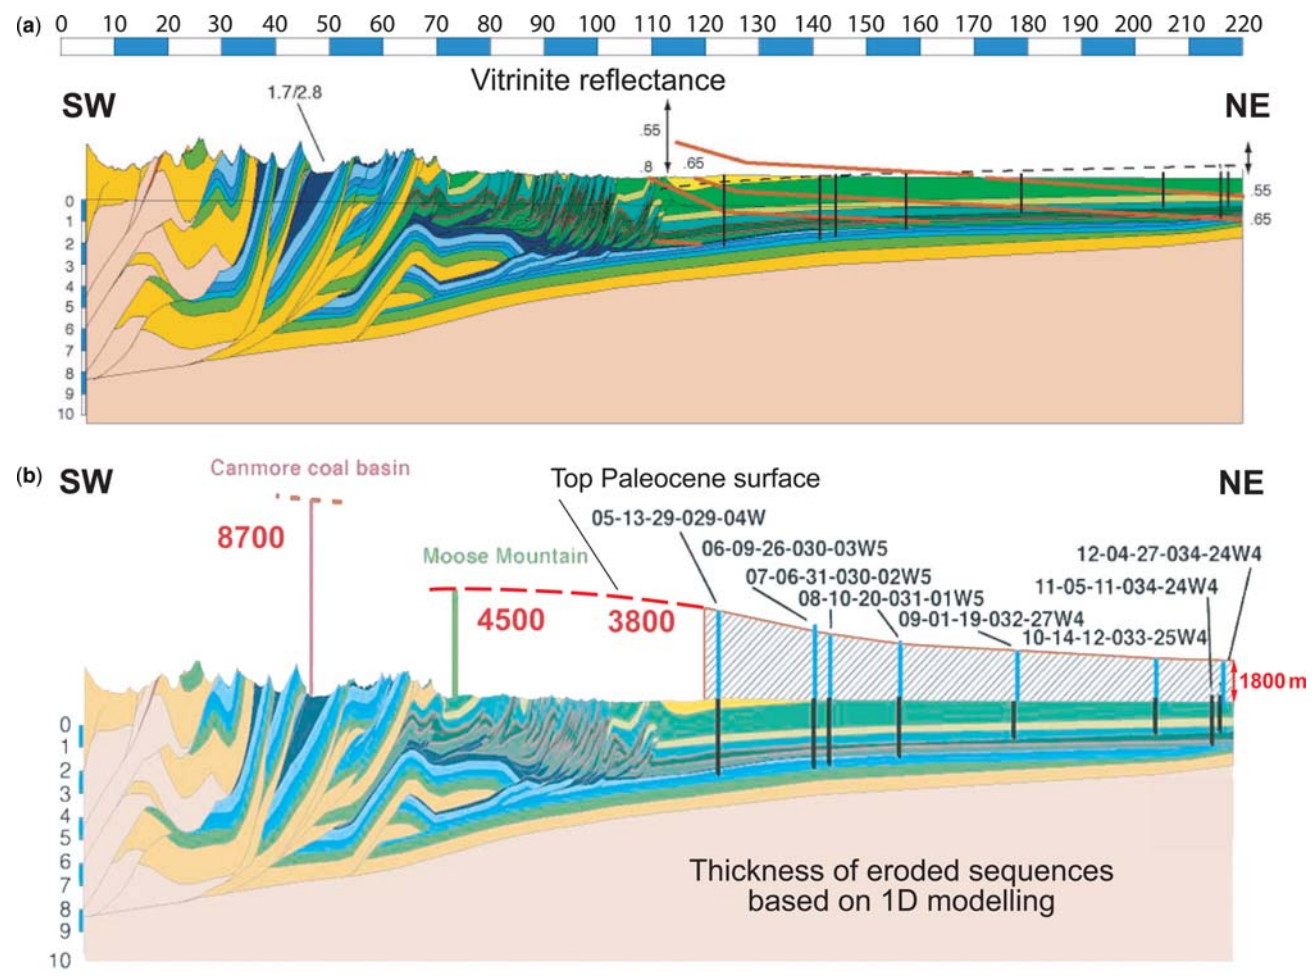 (a)
0 10 20 30 40 50 60 70 80 90 100 110 120 130 140 150 160 170 180 190 200 210 220
Vitrinite reflectance
SW
1.7/2.8
NE
.55
.8
.65
.55
.65
0
1
2
3
4
5
6
7
8
9
10
(b)
SW
Canmore coal basin
Top Paleocene surface
NE
8700
05-13-29-029-04W
Moose Mountain
06-09-26-030-03W5
12-04-27-034-24W4
07-06-31-030-02W5
11-05-11-034-24W4
08-10-20-031-01W5
4500
3800
09-01-19-032-27W4
10-14-12-033-25W4
1800 m
0
1
2
3
4
5
6
7
8
9
10
Thickness of eroded sequences
based on 1D modelling